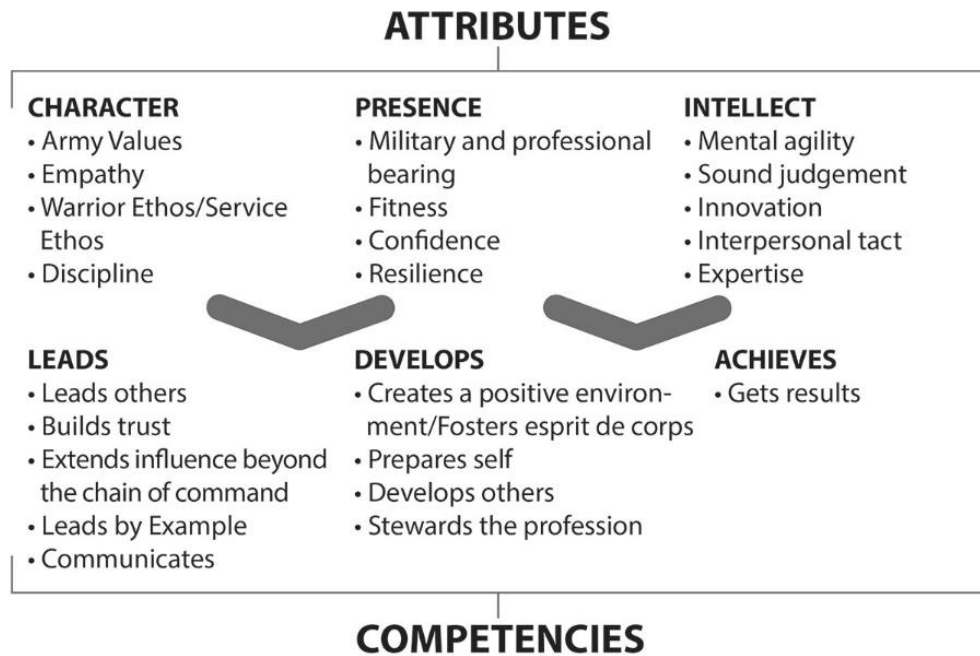 ATTRIBUTES
CHARACTER
• Army Values
• Empathy
• Warrior Ethos/Service
Ethos
• Discipline
PRESENCE
• Military and professional
bearing
• Fitness
• Confidence
• Resilience
INTELLECT
• Mental agility
• Sound judgement
• Innovation
• Interpersonal tact
• Expertise
LEADS
• Leads others
• Builds trust
• Extends influence beyond
the chain of command
• Leads by Example
• Communicates
DEVELOPS
• Creates a positive environ-
ment/Fosters esprit de corps
• Prepares self
• Develops others
• Stewards the profession
ACHIEVES
• Gets results
COMPETENCIES